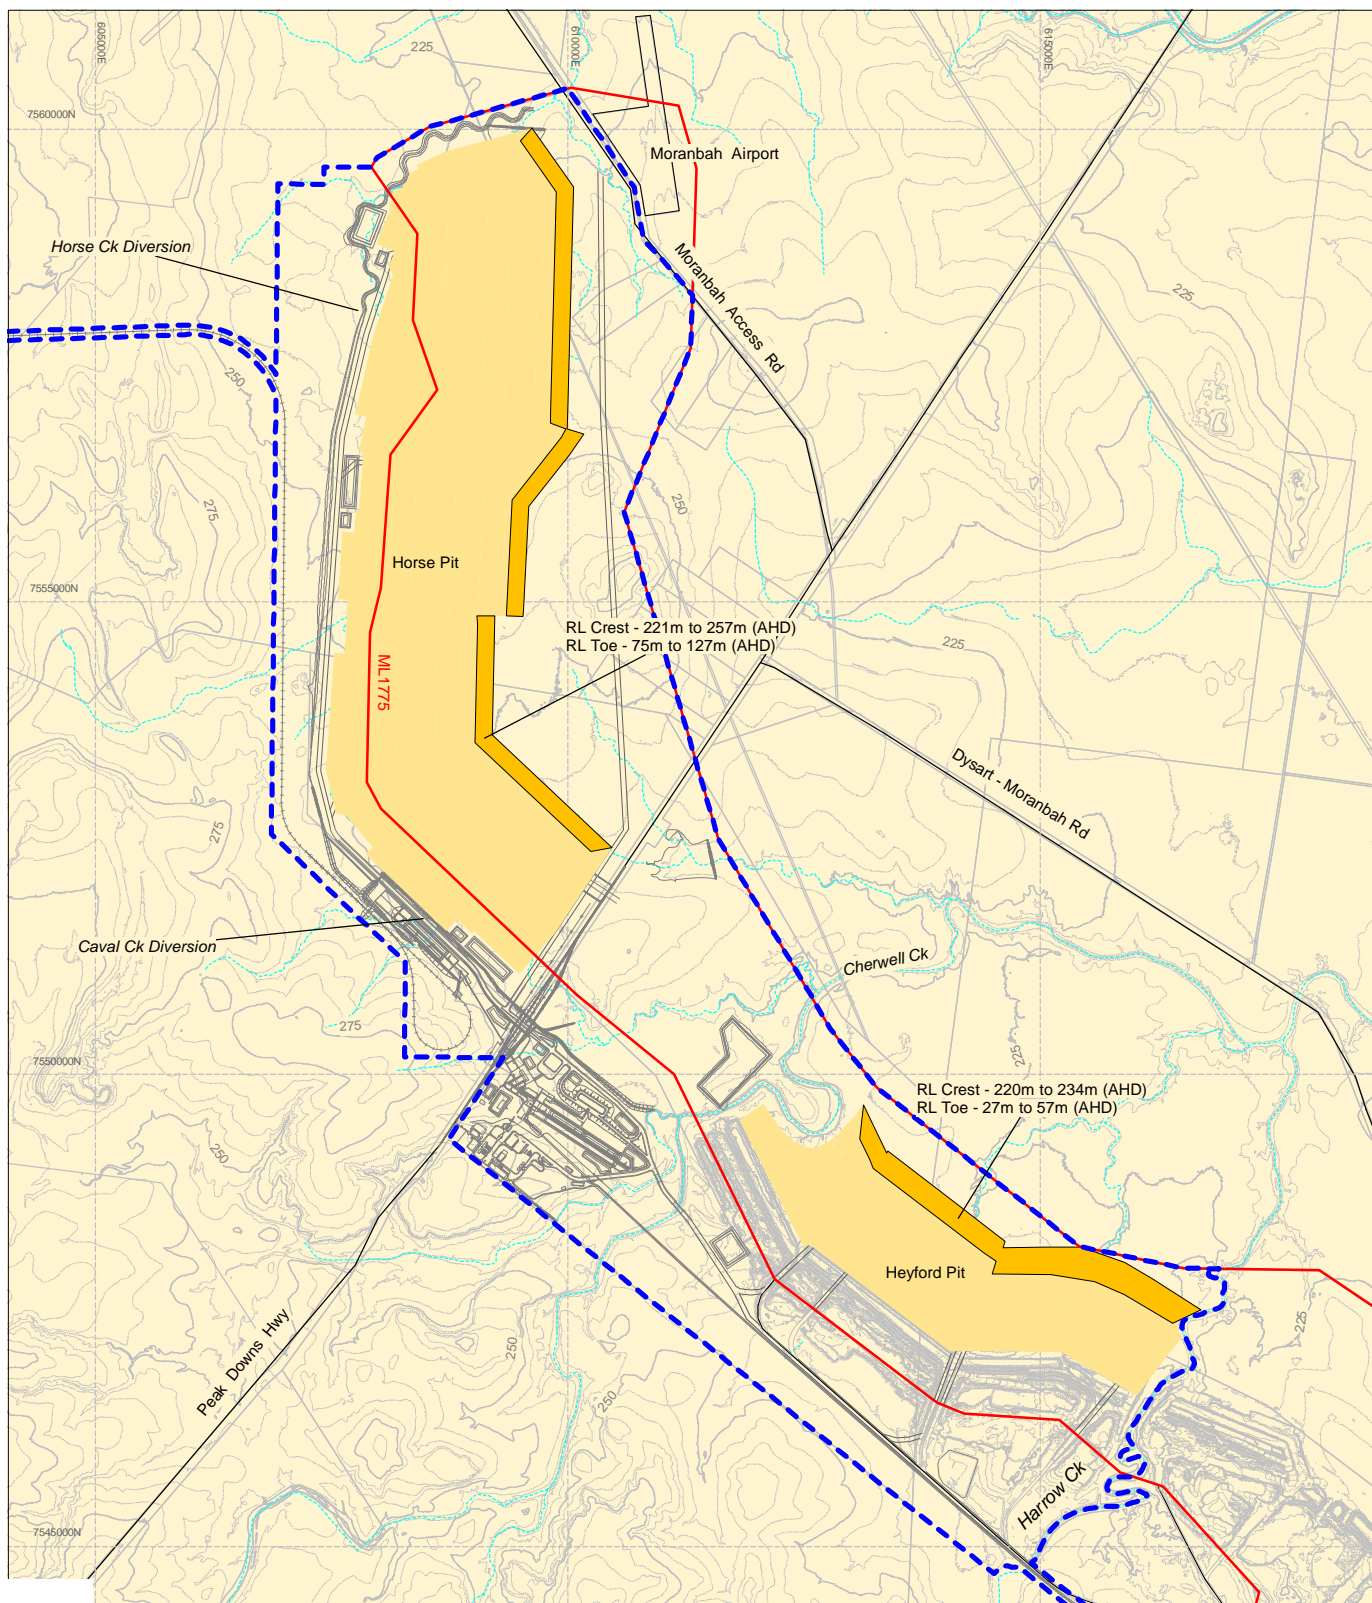 605000E
610000E
615000E
225
7560000N
Moranbah Airport
Horse Ck Diversion
Moranbah Access Rd
225
250
275
250
Horse Pit
7555000N
RL Crest - 221m to 257m (AHD)
RL Toe - 75m to 127m (AHD)
225
ML1775
Dysart - Moranbah Rd
275
Caval Ck Diversion
Cherwell Ck
275
7550000N
225
RL Crest - 220m to 234m (AHD)
RL Toe - 27m to 57m (AHD)
250
Heyford Pit
225
Peak Downs Hwy
250
250
Harrow Ck
7545000N